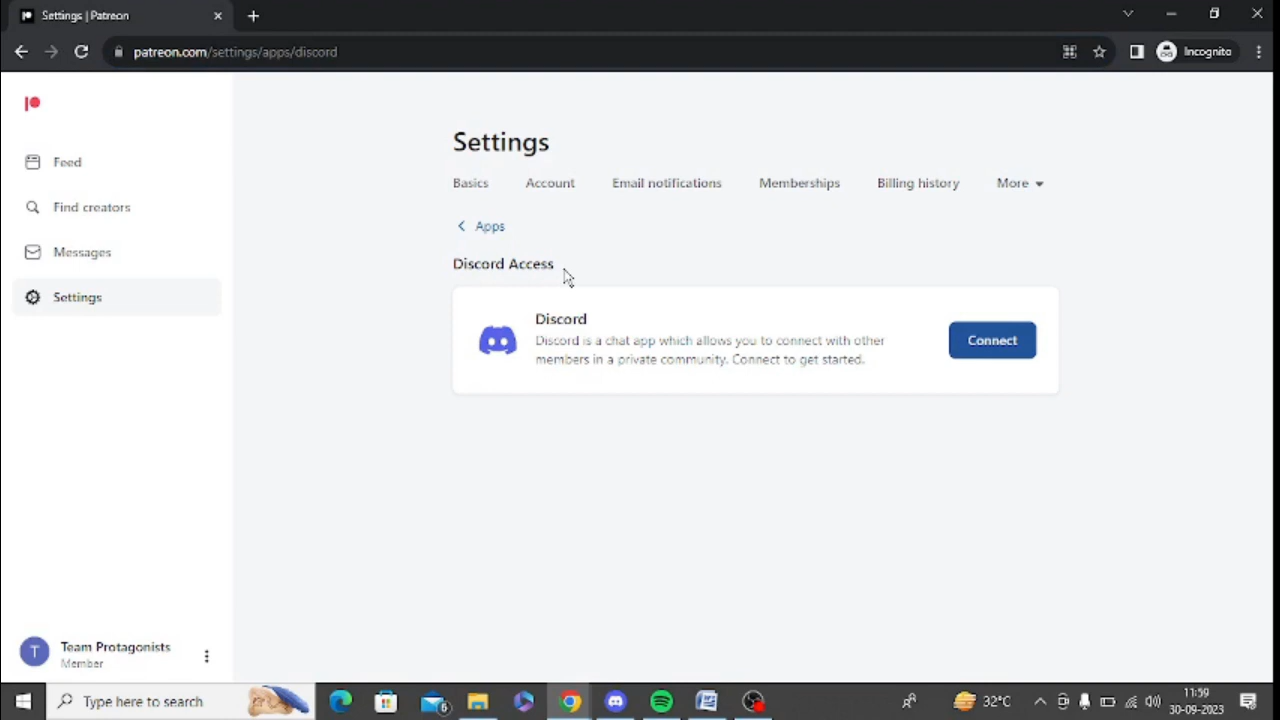 Settings | Patreon
patreon.com/settings/apps/discord
Incognito
Feed
Find creators
Messages
Settings
Settings
Basics Account Email notifications Memberships Billing history More
Apps
Discord Access
Discord
Discord is a chat app which allows you to connect with other
members in a private community. Connect to get started.
Connect
T
Team Protagonists
Member
Type here to search
6
32°C
11:59
30-09-2023